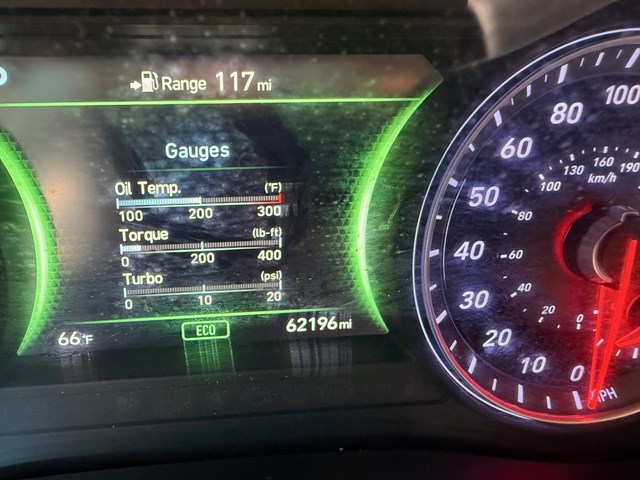 Range 117 mi
Gauges
Oil Temp. (°F)
100 200 300
Torque (lb-ft)
0 200 400
Turbo (psi)
0 10 20
66°F ECO 62196 mi
100
80
60
50
40
30
20
10
0
MPH
190
160
130
100
km/h
80
60
40
20
0